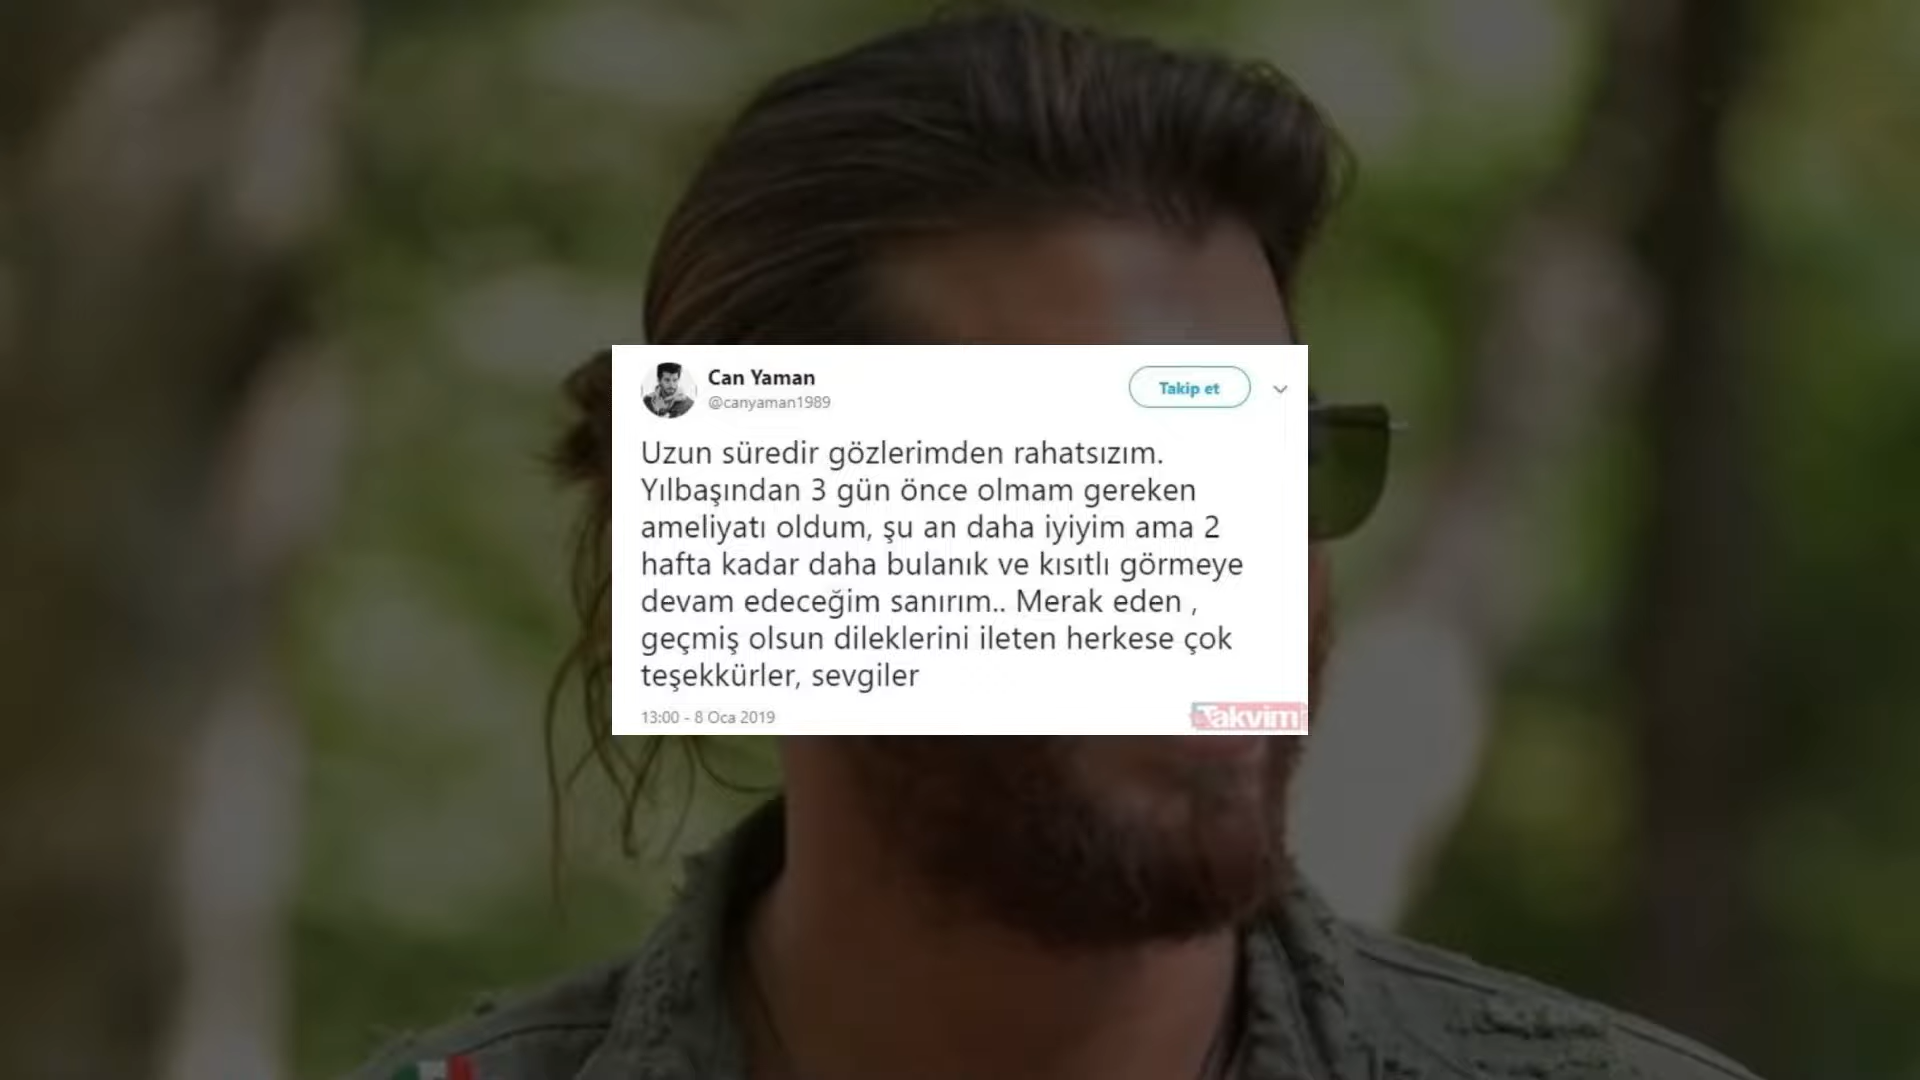 Can Yaman
@canyaman1989
Takip et
Uzun süredir gözlerimden rahatsızım.
Yılbaşından 3 gün önce olmam gereken
ameliyatı oldum, şu an daha iyiyim ama 2
hafta kadar daha bulanık ve kısıtlı görmeye
devam edeceğim sanırım.. Merak eden ,
geçmiş olsun dileklerini ileten herkese çok
teşekkürler, sevgiler
13:00 - 8 Oca 2019
Takvim